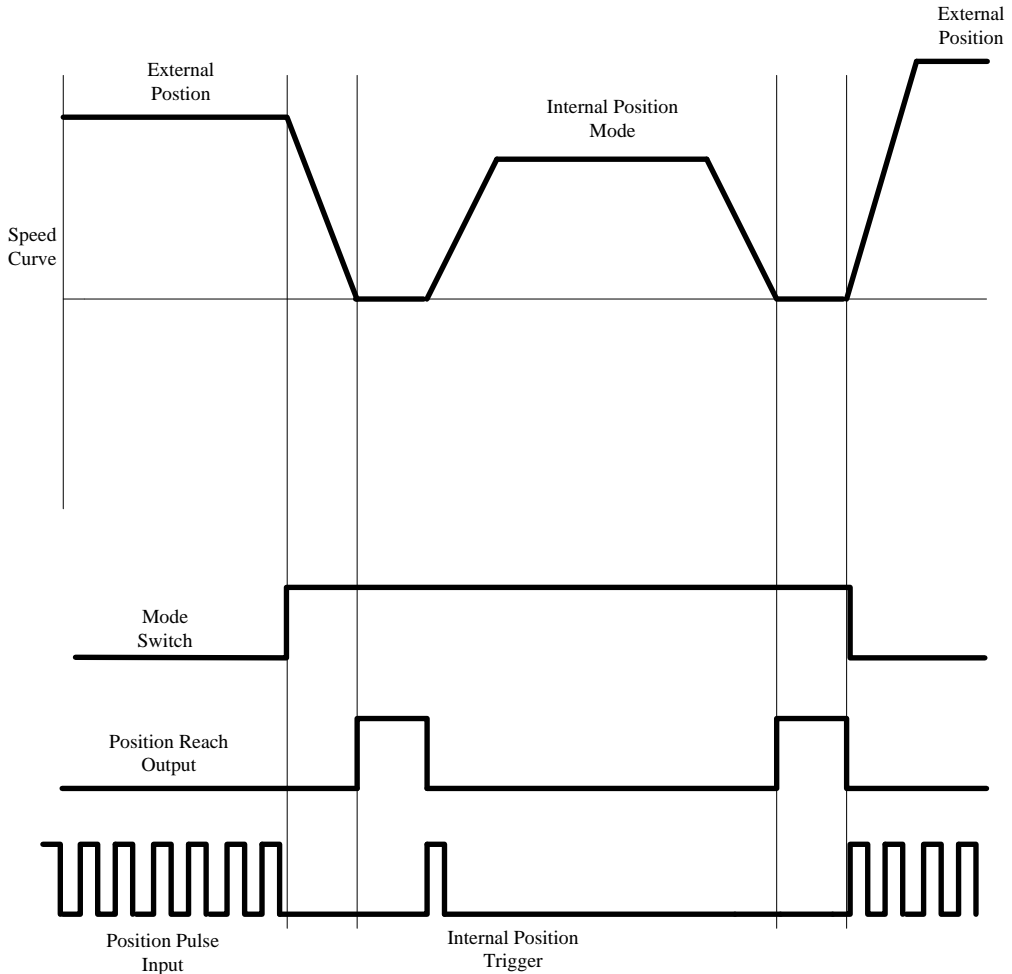 External
Position
External
Postion
Internal Position
Mode
Speed
Curve
Mode
Switch
Position Reach
Output
Position Pulse
Input
Internal Position
Trigger